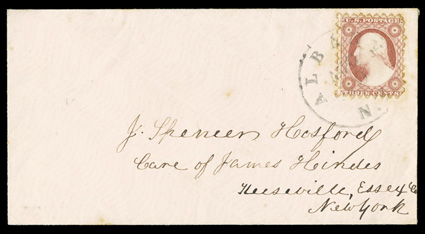 U.S. POSTAGE
THREE CENTS
ALB
N.
J. Spencer Hosford
Care of James Hindes
Keeseville, Essex Co
New York